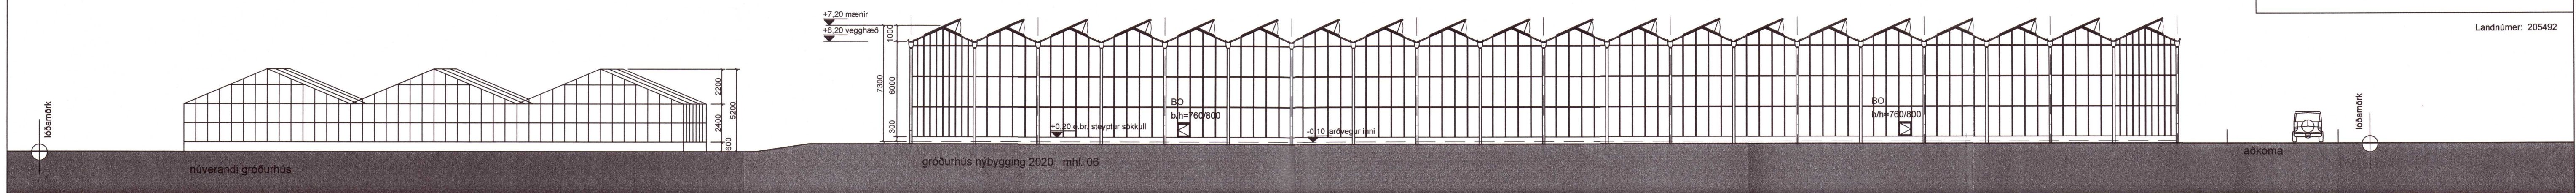 lóðamörk
núverandi gróðurhús
2200
5200
2400
600
+7,20 mænir
+6,20 vegghæð
1000
7300
6000
300
gróðurhús nýbygging 2020 mhl. 06
+0,20 e.br. steyptur sökkull
BO
b/h=760/800
-0,10 jarðvegur inni
BO
b/h=760/800
aðkoma
lóðamörk
Landnúmer: 205492